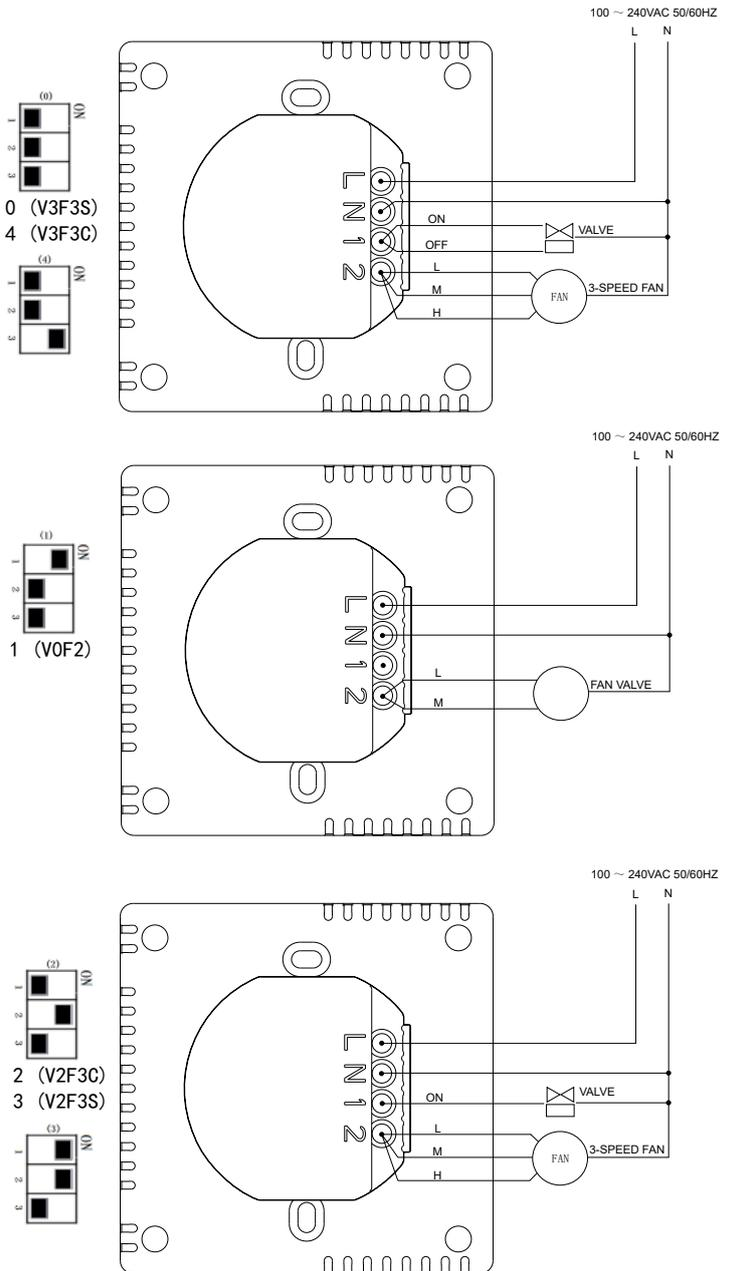 100 ～ 240VAC 50/60HZ
L N
(0)
ON
1
2
3
0 (V3F3S)
4 (V3F3C)
(4)
ON
1
2
3
L
N
1
2
ON
OFF
VALVE
L
M
H
FAN
3-SPEED FAN
100 ～ 240VAC 50/60HZ
L N
(1)
ON
1
2
3
1 (V0F2)
L
N
1
2
L
M
FAN VALVE
100 ～ 240VAC 50/60HZ
L N
(2)
ON
1
2
3
2 (V2F3C)
3 (V2F3S)
(3)
ON
1
2
3
L
N
1
2
ON
VALVE
L
M
H
FAN
3-SPEED FAN